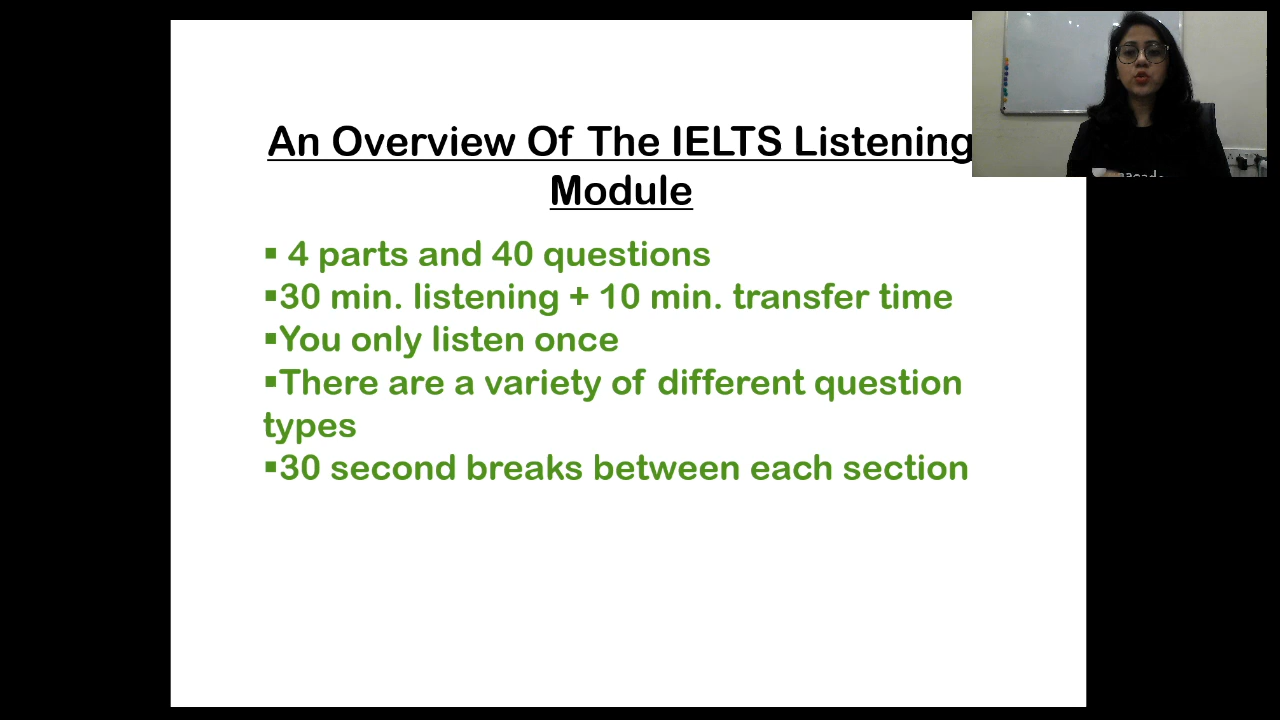 An Overview Of The IELTS Listening
Module
▪ 4 parts and 40 questions
▪30 min. listening + 10 min. transfer time
▪You only listen once
▪There are a variety of different question
types
▪30 second breaks between each section